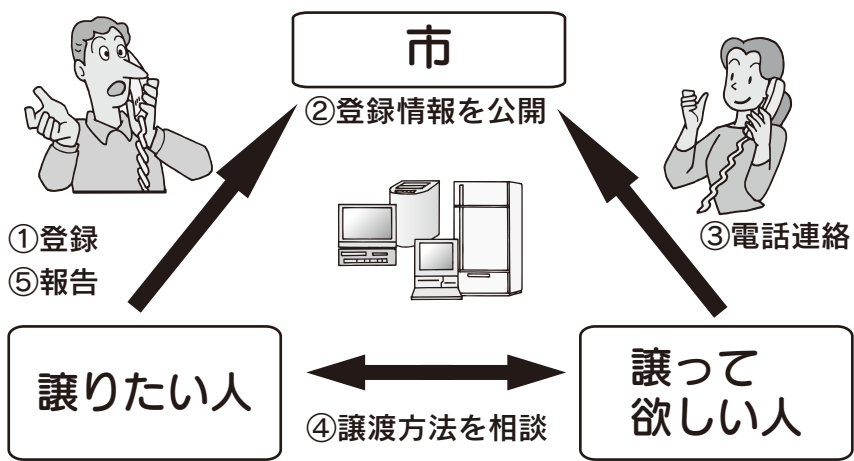 市
②登録情報を公開
①登録
⑤報告
③電話連絡
譲りたい人
④譲渡方法を相談
譲って
欲しい人